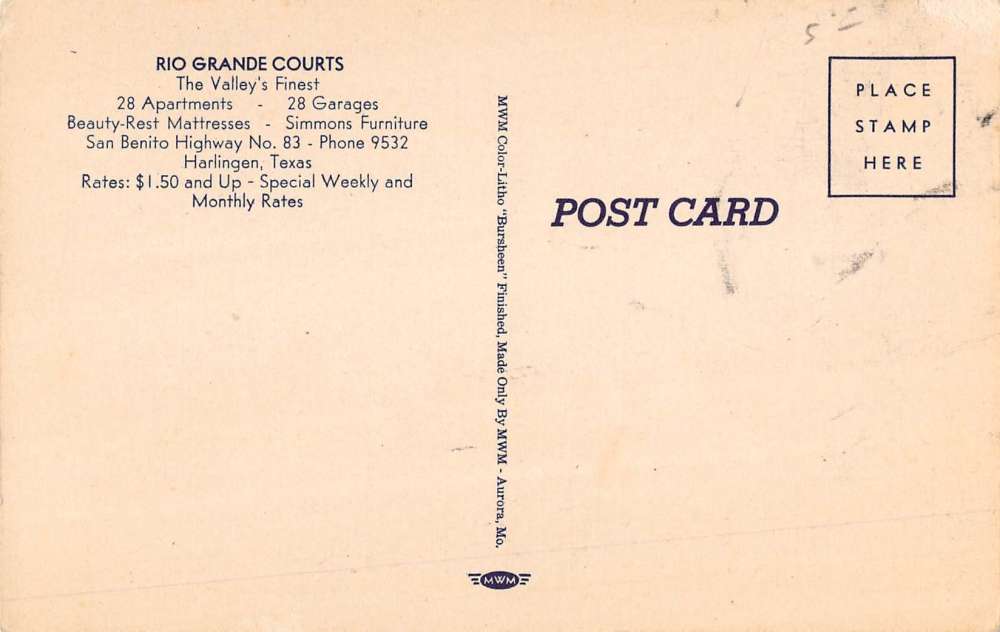 RIO GRANDE COURTS
The Valley's Finest
28 Apartments - 28 Garages
Beauty-Rest Mattresses - Simmons Furniture
San Benito Highway No. 83 - Phone 9532
Harlingen, Texas
Rates: $1.50 and Up - Special Weekly and
Monthly Rates
MWM Color-Litho "Bursheen" Finished, Made Only By MWM - Aurora, Mo.
MWM
POST CARD
PLACE
STAMP
HERE